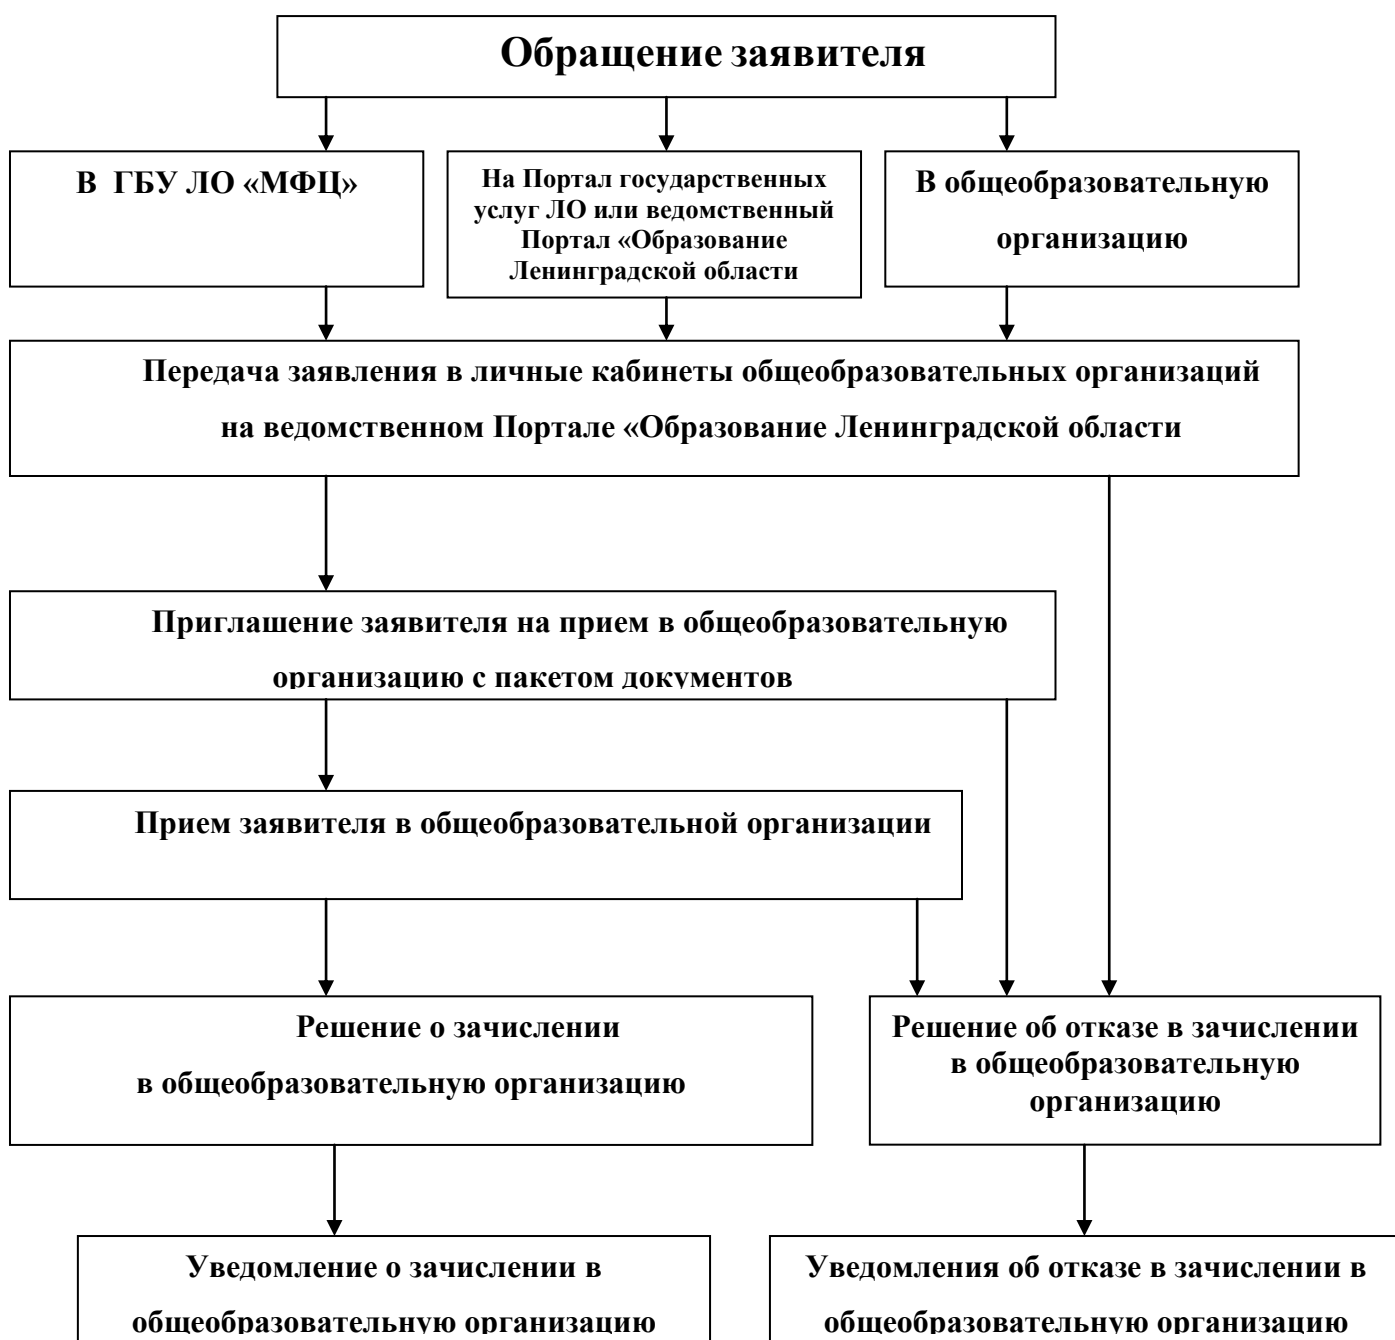 Обращение заявителя
В ГБУ ЛО «МФЦ»
На Портал государственных
услуг ЛО или ведомственный
Портал «Образование
Ленинградской области
В общеобразовательную
организацию
Передача заявления в личные кабинеты общеобразовательных организаций
на ведомственном Портале «Образование Ленинградской области
Приглашение заявителя на прием в общеобразовательную
организацию с пакетом документов
Прием заявителя в общеобразовательной организации
Решение о зачислении
в общеобразовательную организацию
Решение об отказе в зачислении
в общеобразовательную
организацию
Уведомление о зачислении в
общеобразовательную организацию
Уведомления об отказе в зачислении в
общеобразовательную организацию